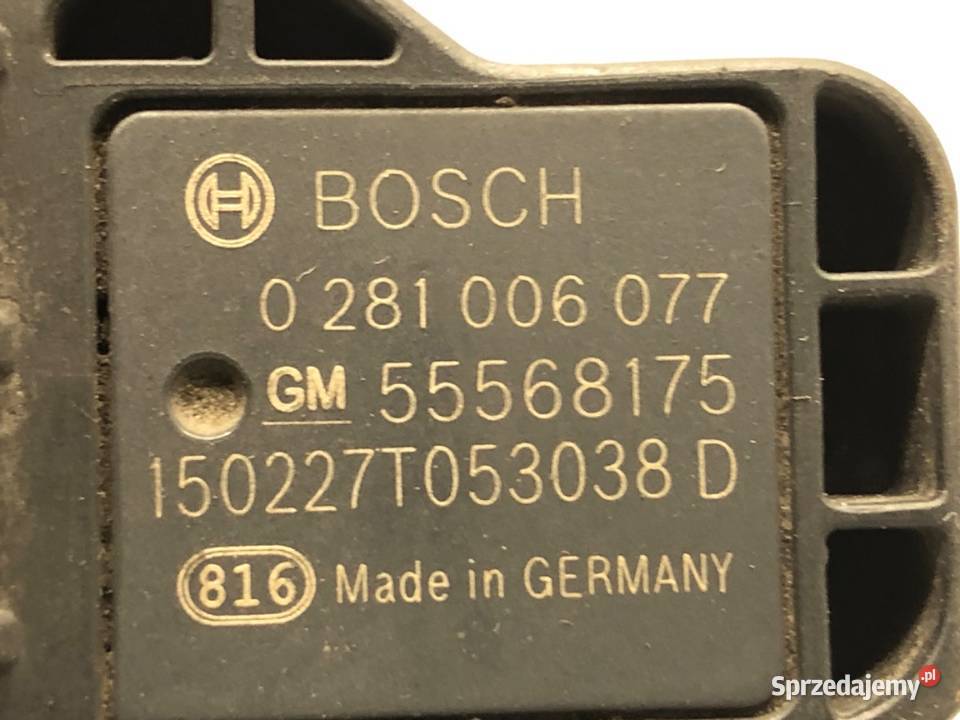 BOSCH
0 281 006 077
GM 55568175
150227T053038 D
816 Made in GERMANY
Sprzedajemy.pl